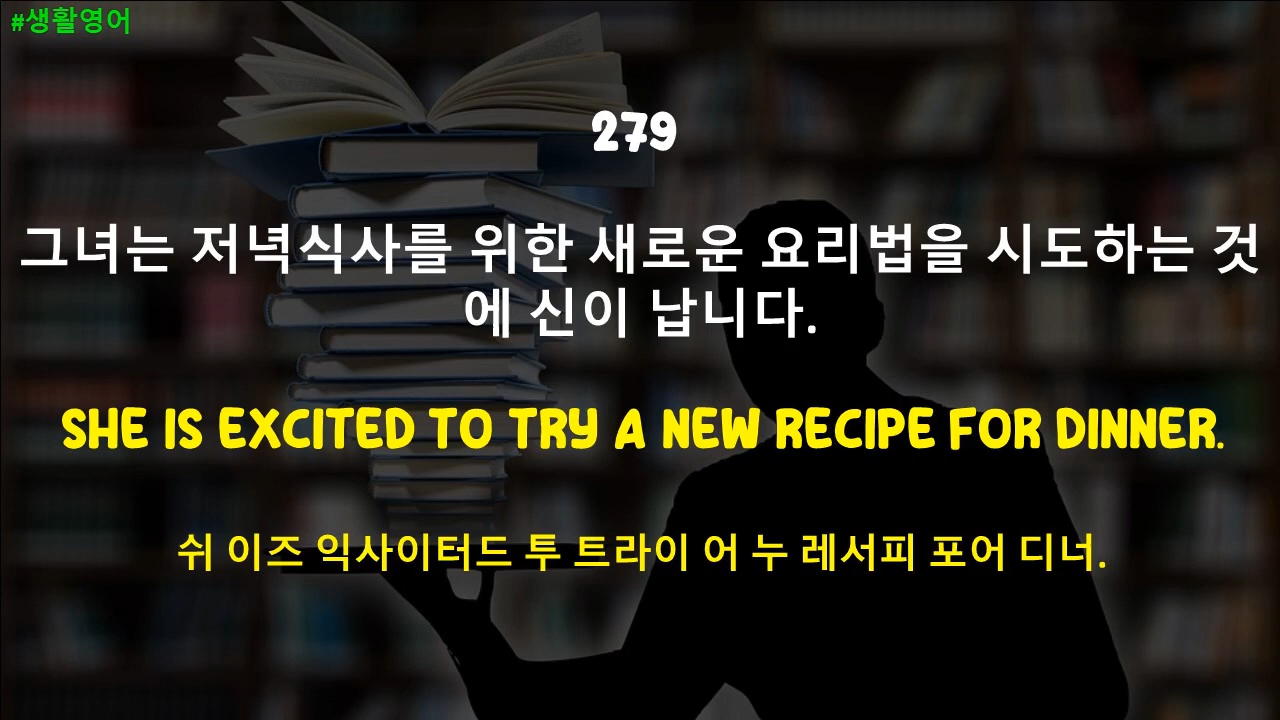 #생활영어
279
그녀는 저녁식사를 위한 새로운 요리법을 시도하는 것
에 신이 납니다.
SHE IS EXCITED TO TRY A NEW RECIPE FOR DINNER.
쉬 이즈 익사이터드 투 트라이 어 누 레서피 포어 디너.